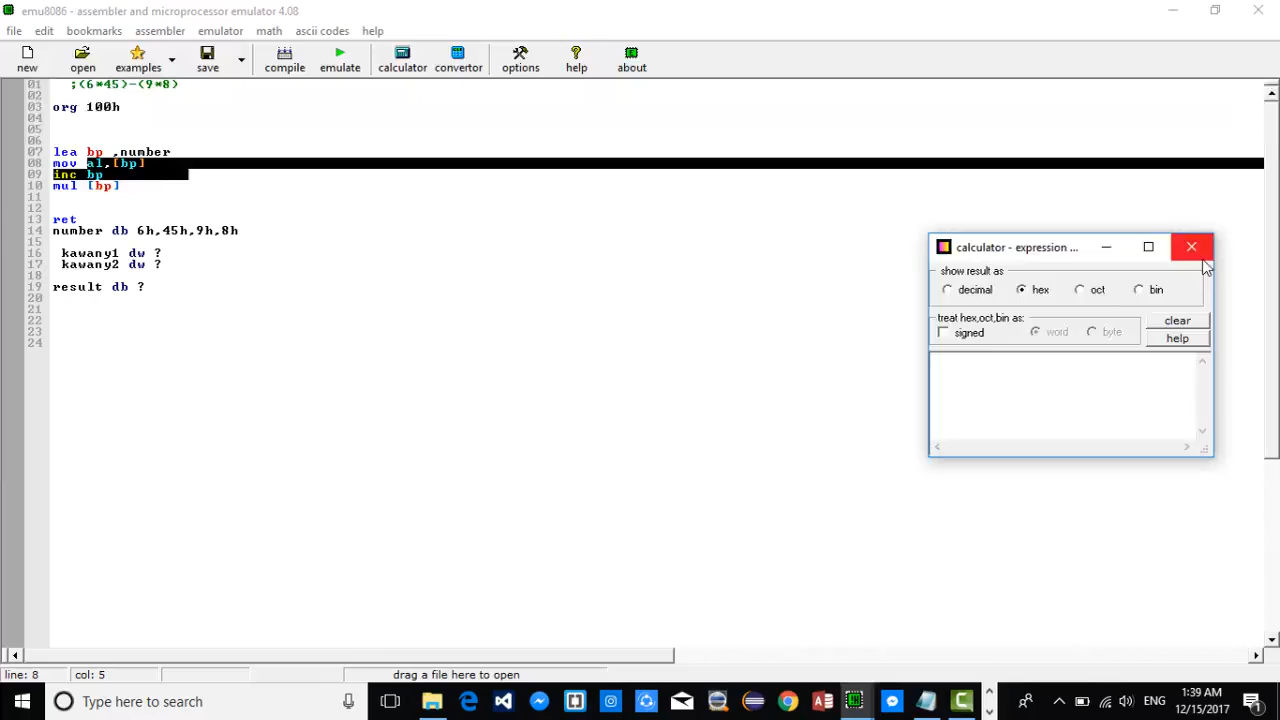 emu8086 - assembler and microprocessor emulator 4.08
file edit bookmarks assembler emulator math ascii codes help
new open examples save compile emulate calculator convertor options help about
01 ;(6*45)-(9*8)
02
03 org 100h
04
05
06
07 lea bp ,number
08 mov al,[bp]
09 inc bp
10 mul [bp]
11
12
13 ret
14 number db 6h,45h,9h,8h
15
16 kawany1 dw ?
17 kawany2 dw ?
18
19 result db ?
20
21
22
23
24
calculator - expression ...
show result as
decimal hex oct bin
treat hex,oct,bin as:
signed word byte
clear
help
line: 8 col: 5 drag a file here to open
Type here to search
ENG
1:39 AM
12/15/2017
1